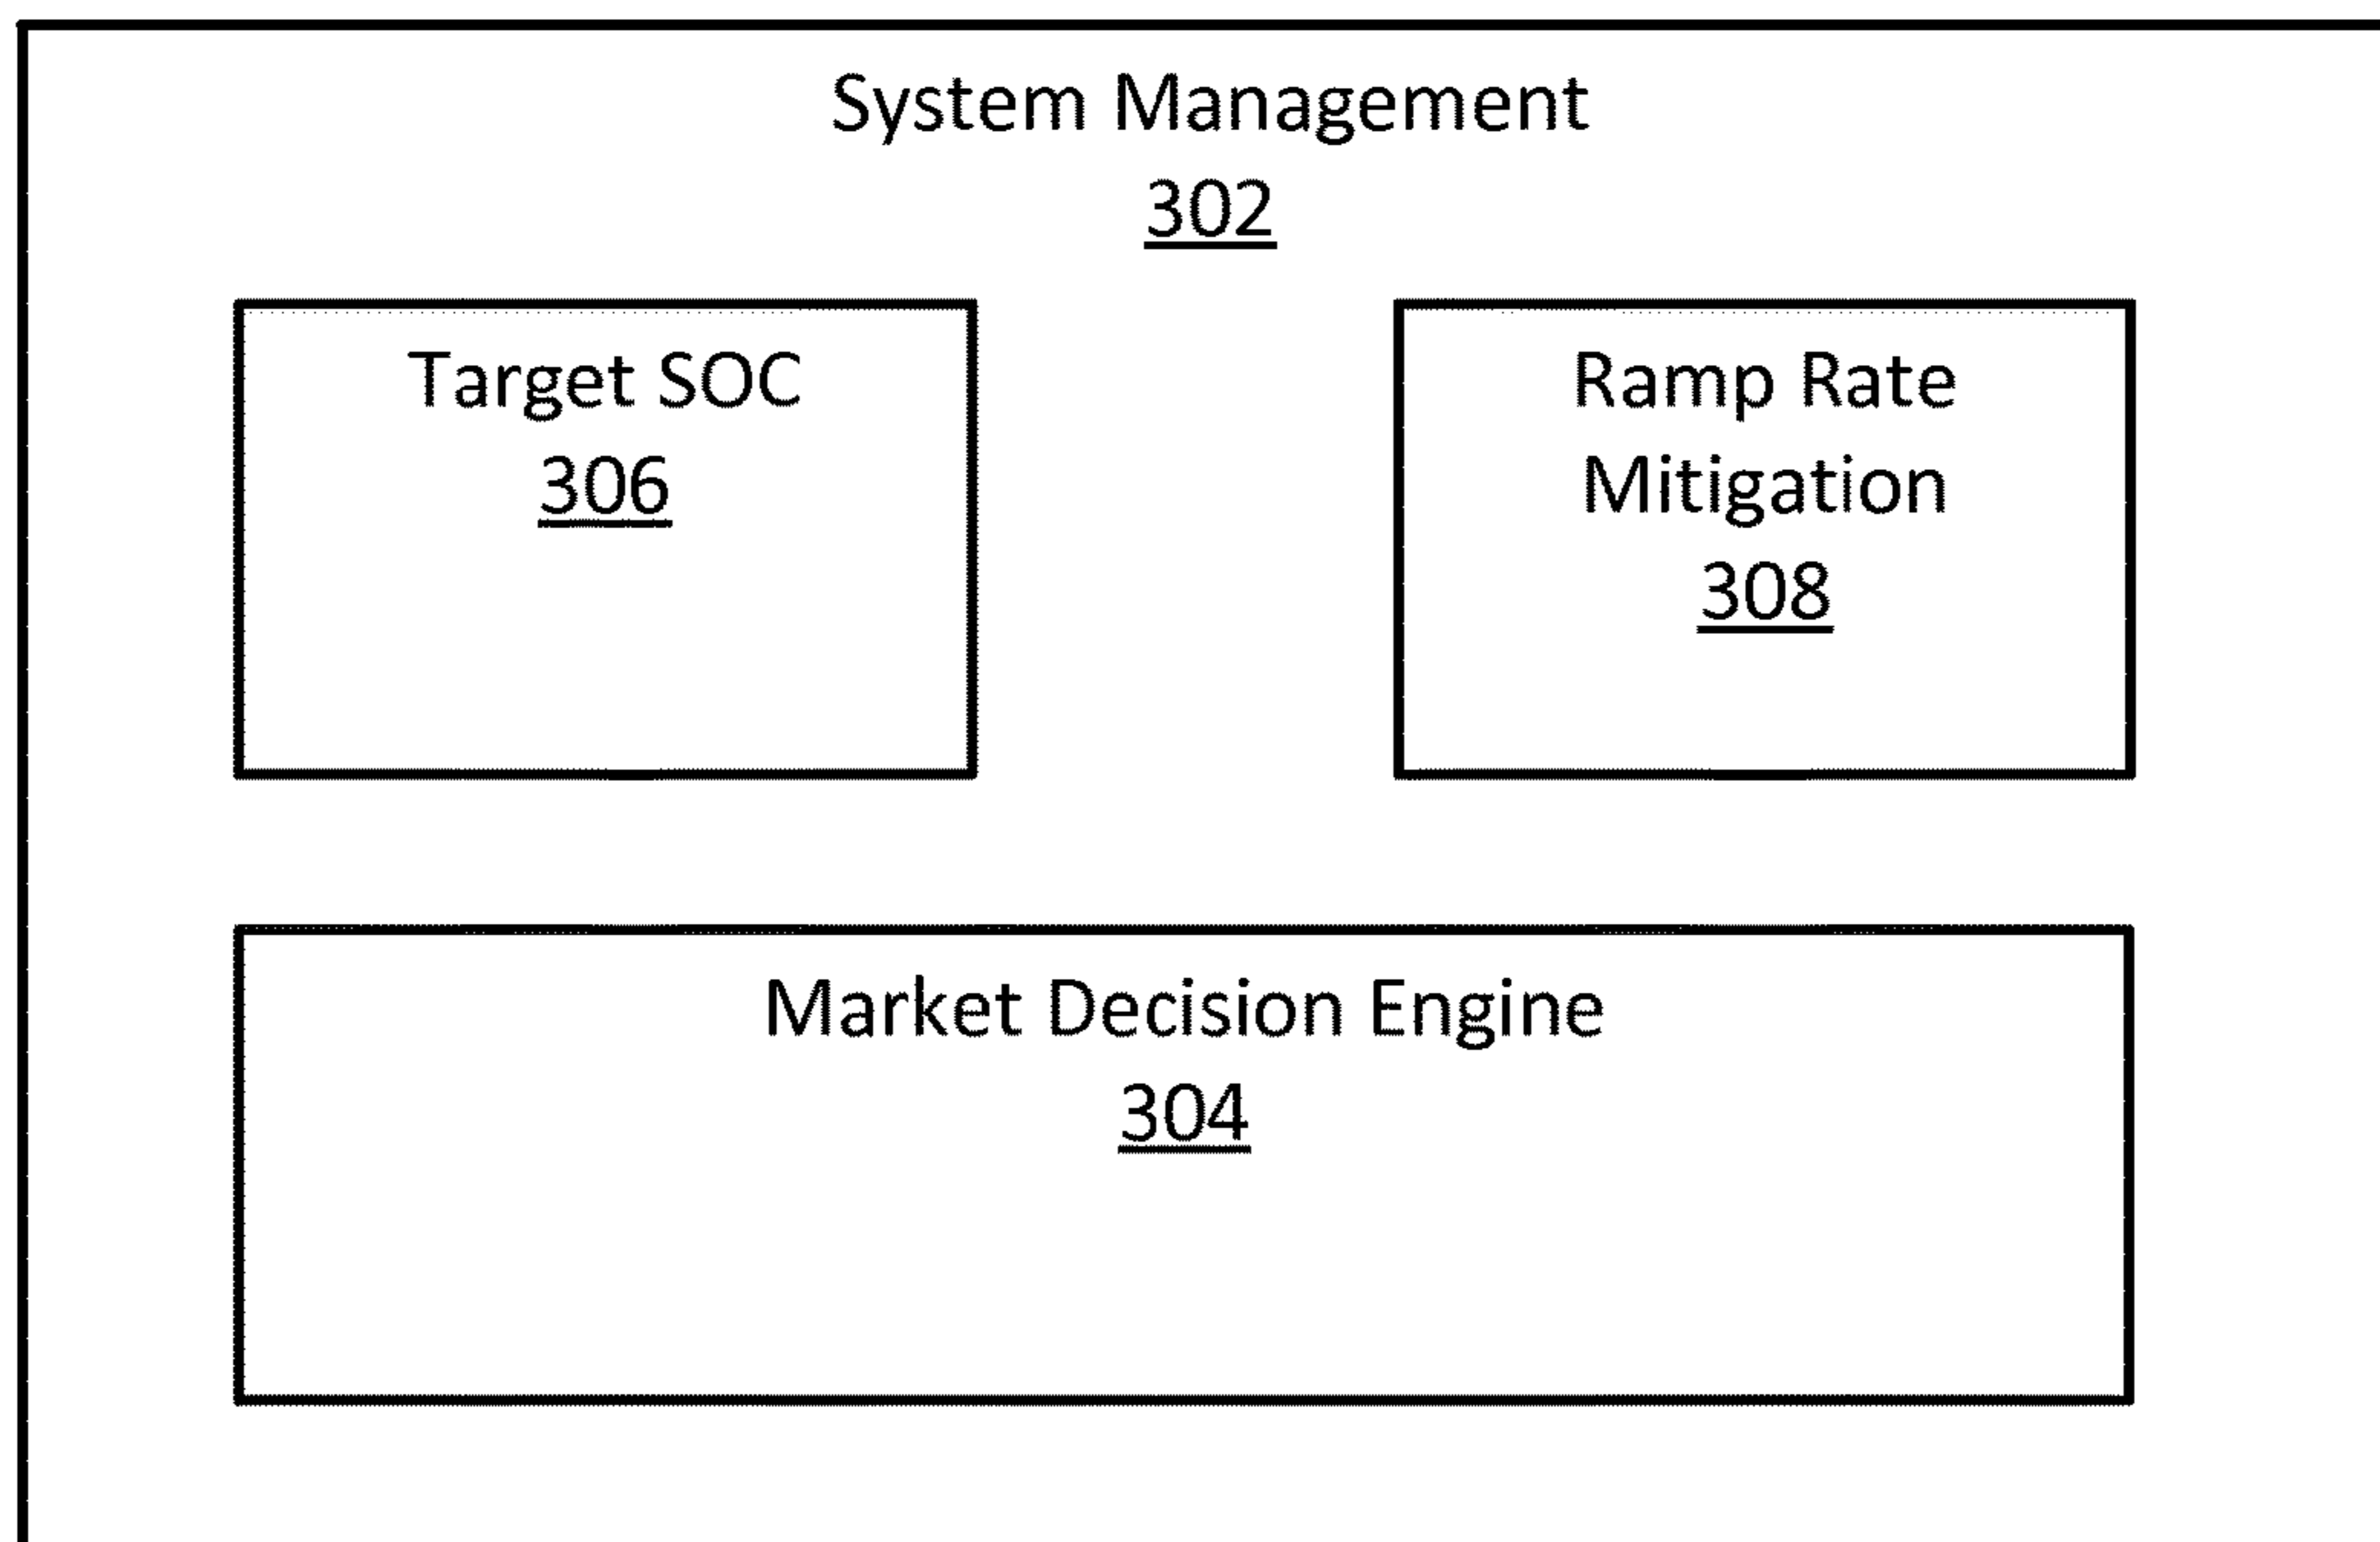 System Management
302
Target SOC
306
Ramp Rate
Mitigation
308
Market Decision Engine
304